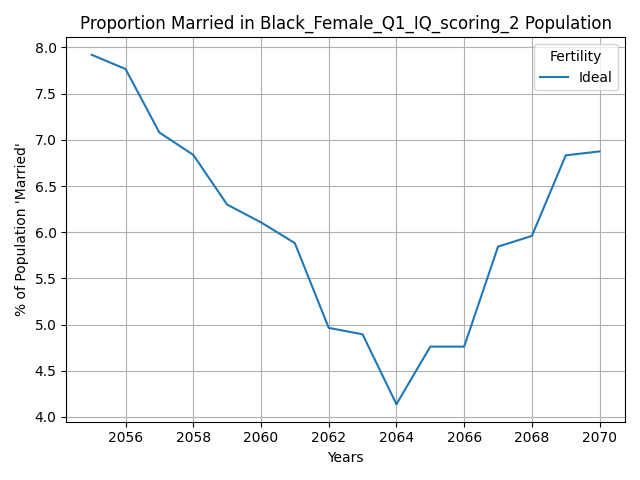 Proportion Married in Black_Female_Q1_IQ_scoring_2 Population
Fertility
Ideal
8.0
7.5
7.0
6.5
6.0
5.5
5.0
4.5
4.0
% of Population 'Married'
2056 2058 2060 2062 2064 2066 2068 2070
Years